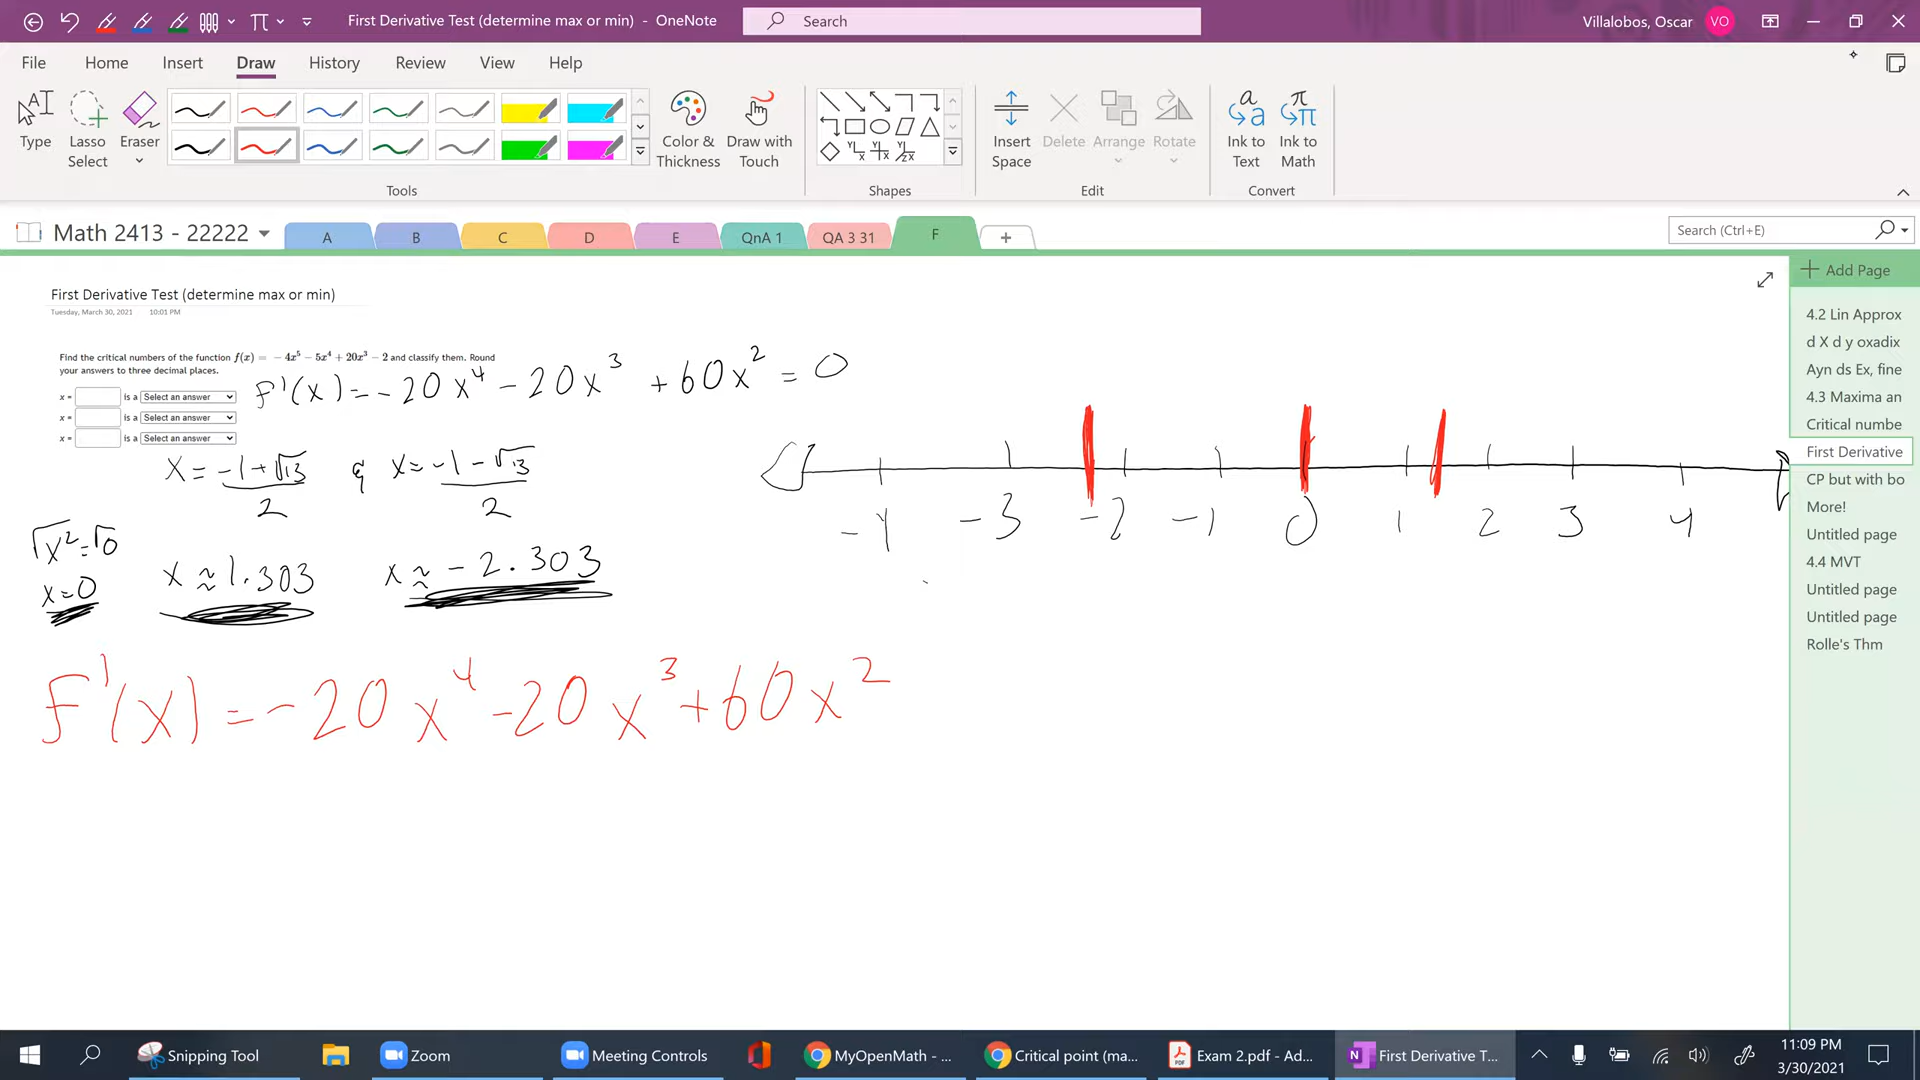 First Derivative Test (determine max or min) - OneNote
Search
Villalobos, Oscar VO
File Home Insert Draw History Review View Help
Type Lasso Select Eraser Color & Thickness Draw with Touch Insert Space Delete Arrange Rotate Ink to Text Ink to Math
Tools Shapes Edit Convert
Math 2413 - 22222 A B C D E QnA 1 QA 3 31 F + Search (Ctrl+E)
Add Page
First Derivative Test (determine max or min)
Tuesday, March 30, 2021 10:01 PM
Find the critical numbers of the function f(x) = − 4x⁵ − 5x⁴ + 20x³ − 2 and classify them. Round
your answers to three decimal places.
x = is a Select an answer
x = is a Select an answer
x = is a Select an answer
F'(x) = -20x⁴ - 20x³ + 60x² = 0
x = (-1+√13)/2 & x = (-1-√13)/2
√x² = √0
x=0
x ≈ 1.303
x ≈ -2.303
-4 -3 -2 -1 0 1 2 3 4
F'(x) = -20x⁴ -20x³ +60x²
4.2 Lin Approx
d X d y oxadix
Ayn ds Ex, fine
4.3 Maxima an
Critical numbe
First Derivative
CP but with bo
More!
Untitled page
4.4 MVT
Untitled page
Untitled page
Rolle's Thm
Snipping Tool Zoom Meeting Controls MyOpenMath - ... Critical point (ma... Exam 2.pdf - Ad... First Derivative T... 11:09 PM
3/30/2021